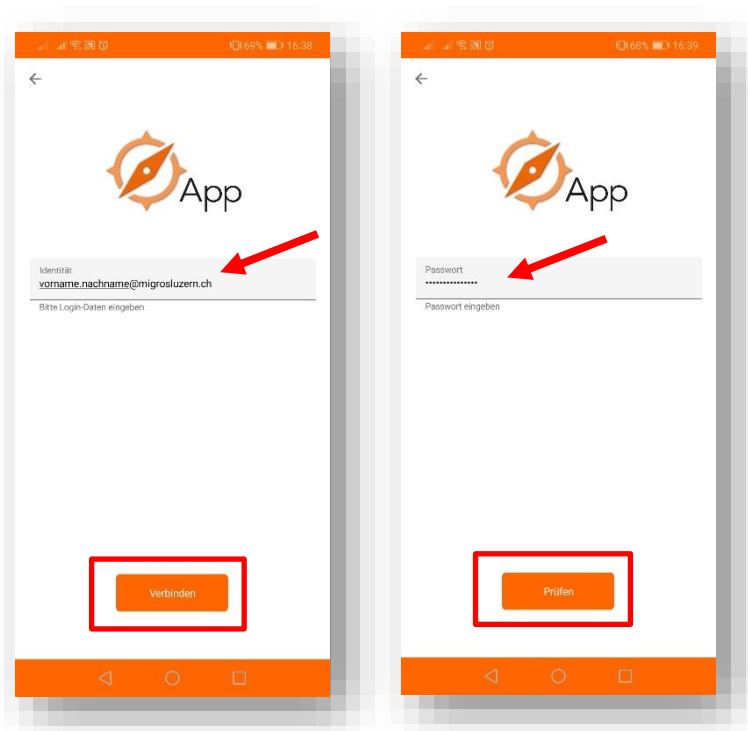 69% 16:38
App
Identität
vorname.nachname@migrosluzern.ch
Bitte Login-Daten eingeben
Verbinden
68% 16:39
App
Passwort
Passwort eingeben
Prüfen